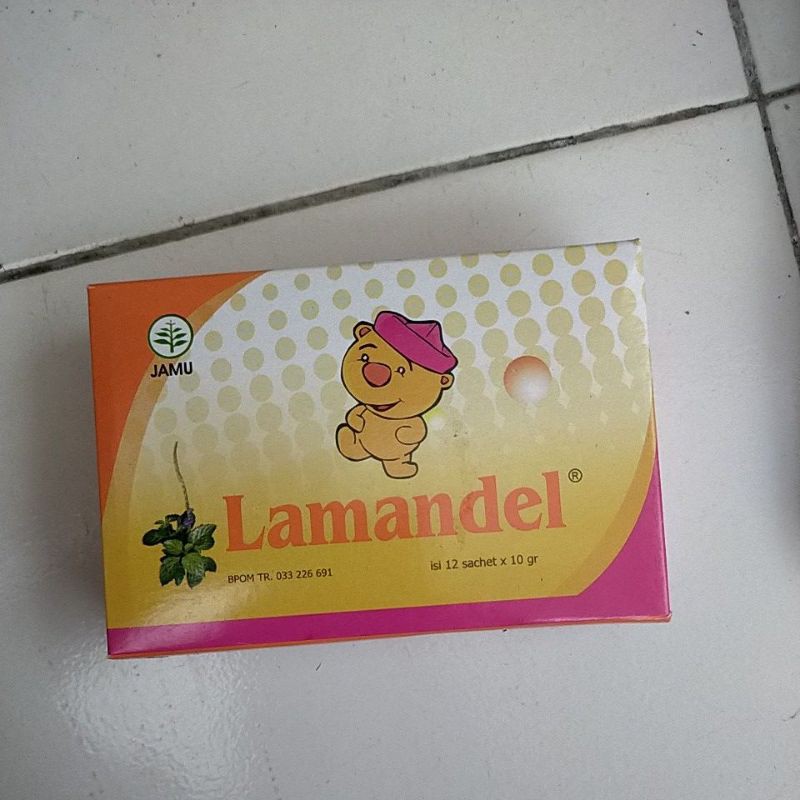 JAMU
Lamandel®
BPOM TR. 033 226 691
isi 12 sachet x 10 gr